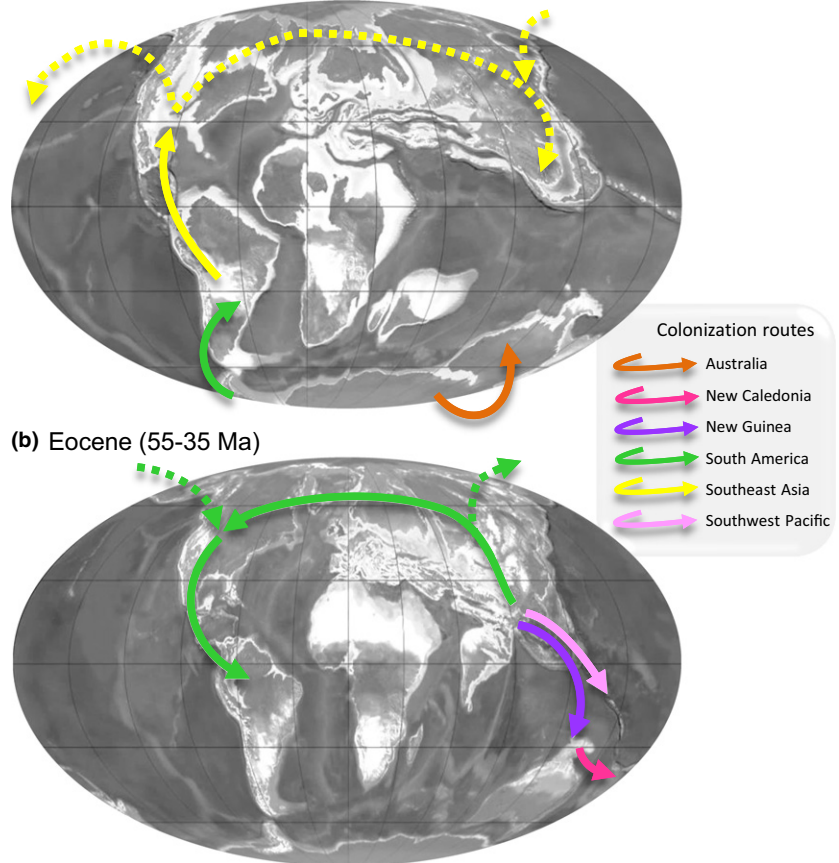 Colonization routes
Australia
New Caledonia
New Guinea
South America
Southeast Asia
Southwest Pacific
(b) Eocene (55-35 Ma)